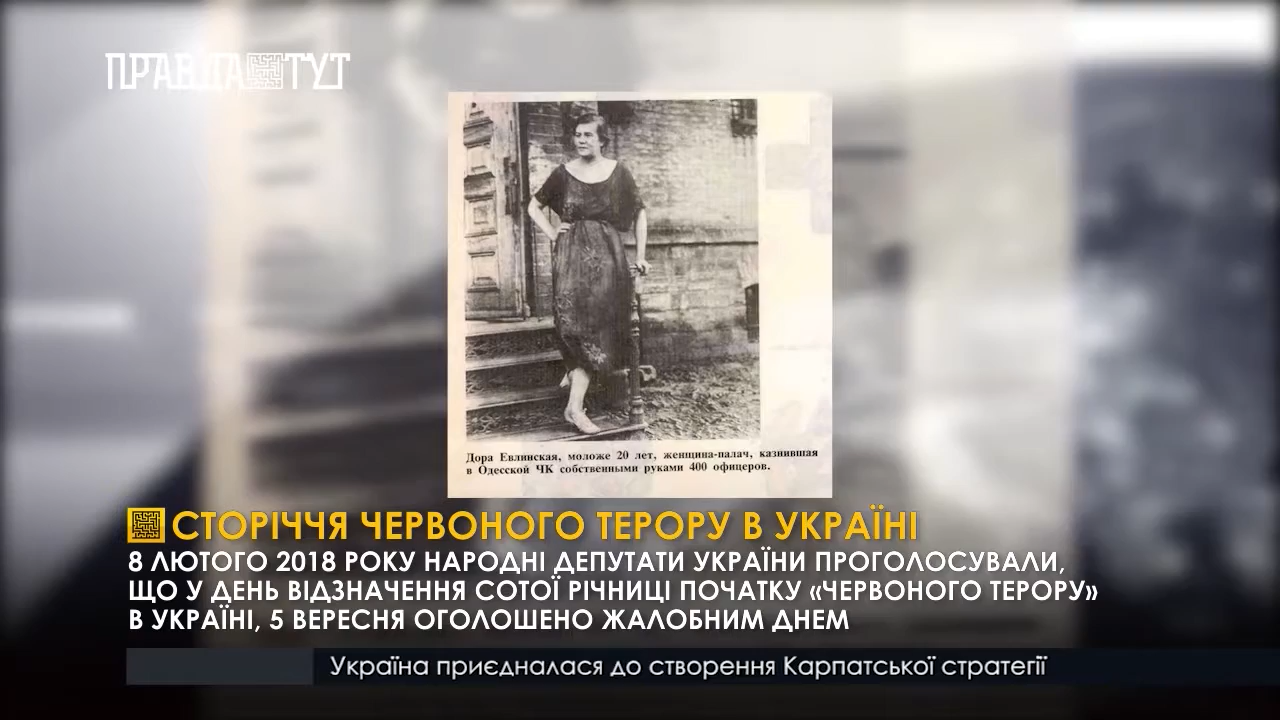 ПРАВДА ТУТ
Дора Евлинская, моложе 20 лет, женщина-палач, казнившая
в Одесской ЧК собственными руками 400 офицеров.
СТОРІЧЧЯ ЧЕРВОНОГО ТЕРОРУ В УКРАЇНІ
8 ЛЮТОГО 2018 РОКУ НАРОДНІ ДЕПУТАТИ УКРАЇНИ ПРОГОЛОСУВАЛИ,
ЩО У ДЕНЬ ВІДЗНАЧЕННЯ СОТОЇ РІЧНИЦІ ПОЧАТКУ «ЧЕРВОНОГО ТЕРОРУ»
В УКРАЇНІ, 5 ВЕРЕСНЯ ОГОЛОШЕНО ЖАЛОБНИМ ДНЕМ
Україна приєдналася до створення Карпатської стратегії